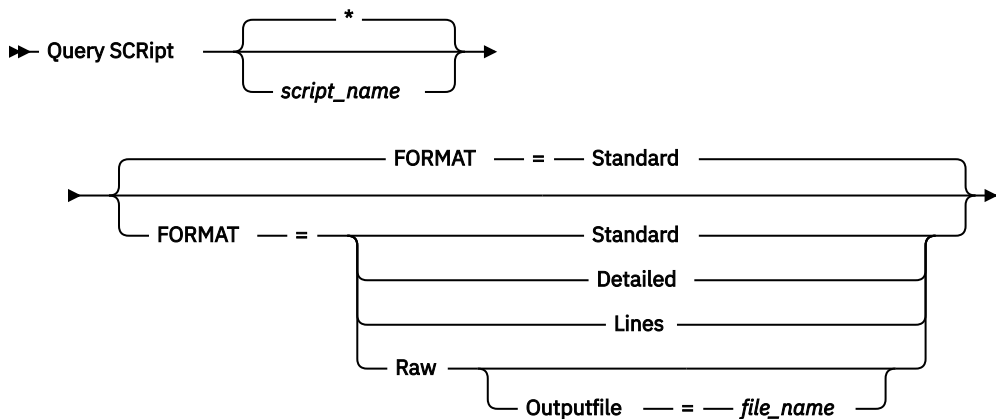 *
Query SCRipt
script_name
FORMAT = Standard
FORMAT = Standard
Detailed
Lines
Raw
Outputfile = file_name